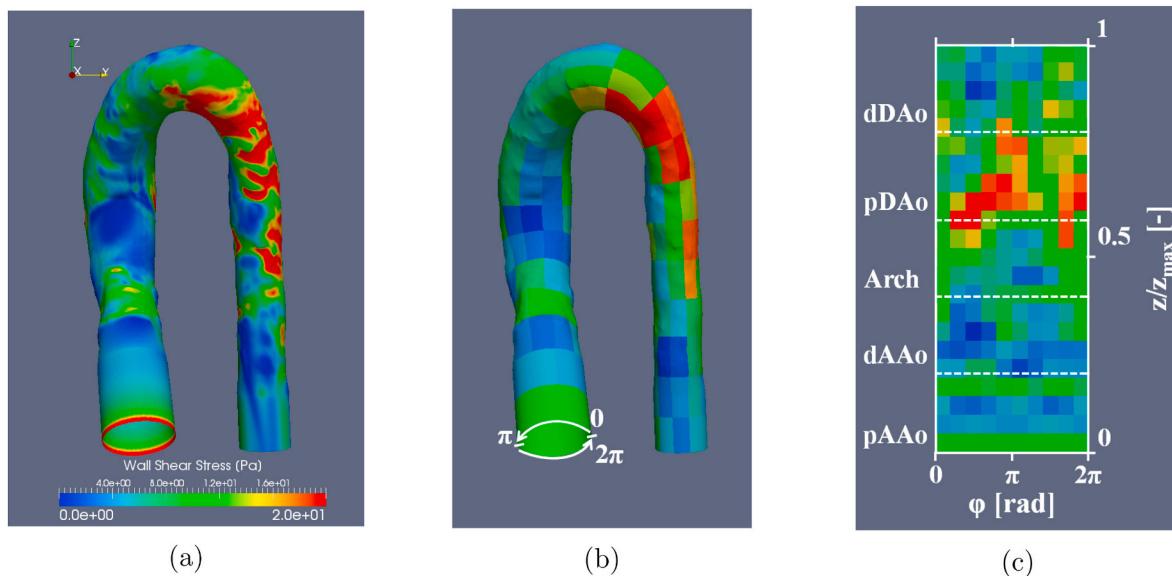 Z
X
Y
Wall Shear Stress (Pa)
4.0e+00 8.0e+00 1.2e+01 1.6e+01
0.0e+00 2.0e+01
(a)
π
0
2π
(b)
1
dDAo
pDAo
0.5
z/z_max [-]
Arch
dAAo
pAAo
0
0 π 2π
φ [rad]
(c)